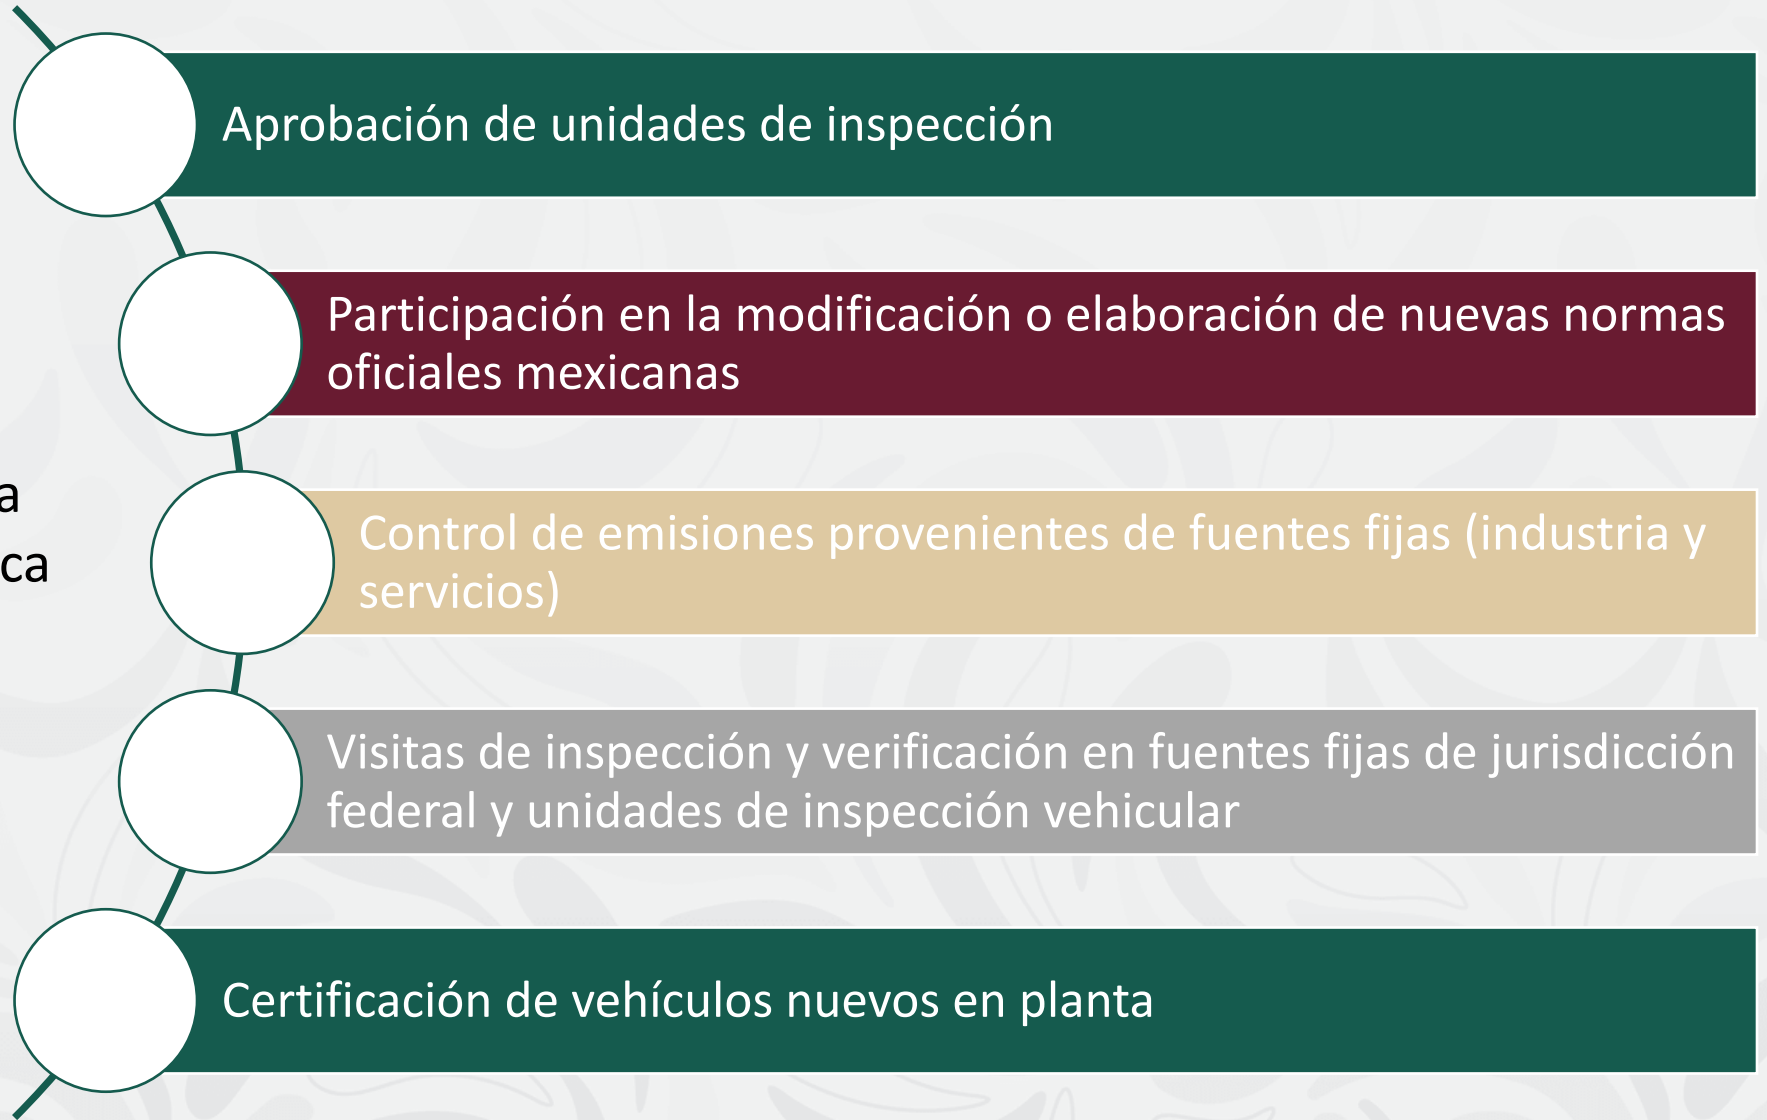 Aprobación de unidades de inspección
Participación en la modificación o elaboración de nuevas normas
oficiales mexicanas
Control de emisiones provenientes de fuentes fijas (industria y
servicios)
Visitas de inspección y verificación en fuentes fijas de jurisdicción
federal y unidades de inspección vehicular
Certificación de vehículos nuevos en planta